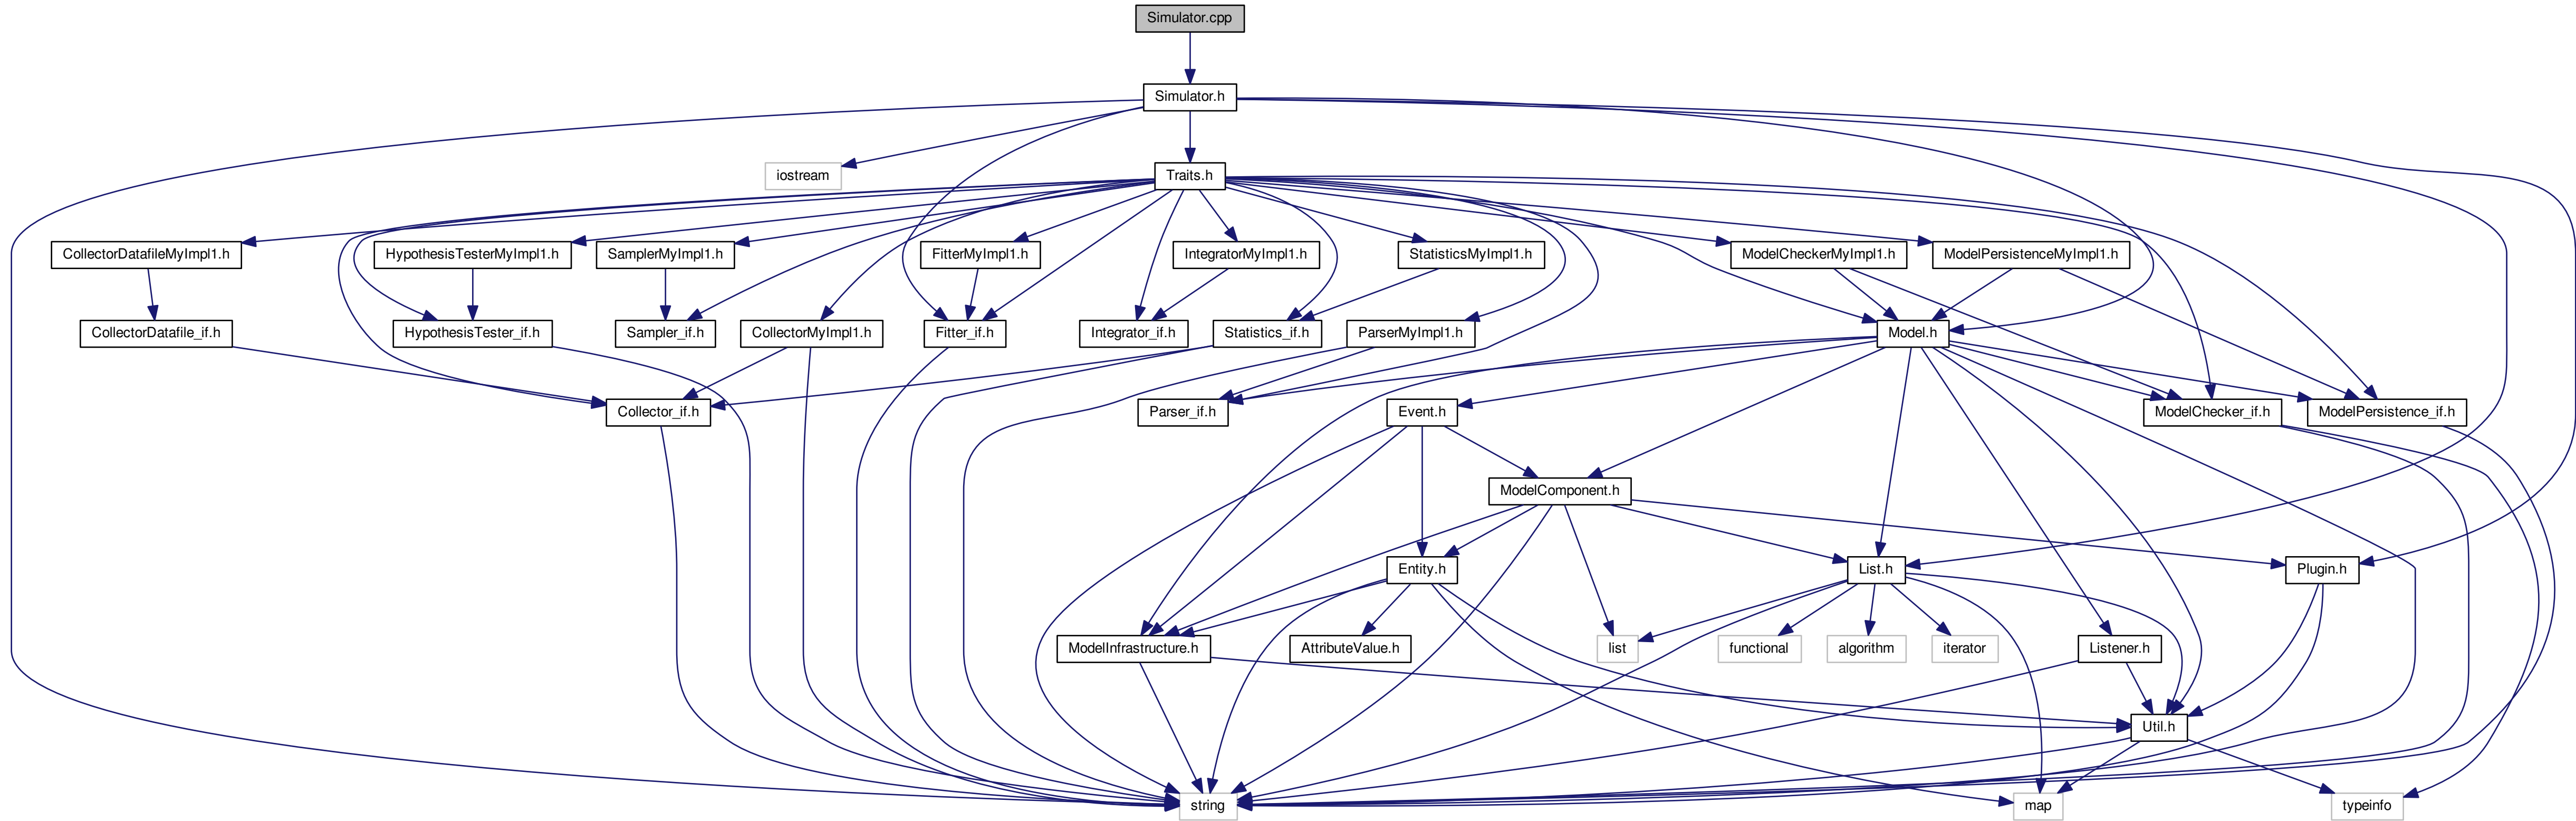 Simulator.cpp
Simulator.h
iostream
Traits.h
CollectorDatafileMyImpl1.h
HypothesisTesterMyImpl1.h
SamplerMyImpl1.h
FitterMyImpl1.h
IntegratorMyImpl1.h
StatisticsMyImpl1.h
ModelCheckerMyImpl1.h
ModelPersistenceMyImpl1.h
CollectorDatafile_if.h
HypothesisTester_if.h
Sampler_if.h
CollectorMyImpl1.h
Fitter_if.h
Integrator_if.h
Statistics_if.h
ParserMyImpl1.h
Model.h
Collector_if.h
Parser_if.h
Event.h
ModelChecker_if.h
ModelPersistence_if.h
ModelComponent.h
Entity.h
List.h
Plugin.h
ModelInfrastructure.h
AttributeValue.h
list
functional
algorithm
iterator
Listener.h
Util.h
string
map
typeinfo